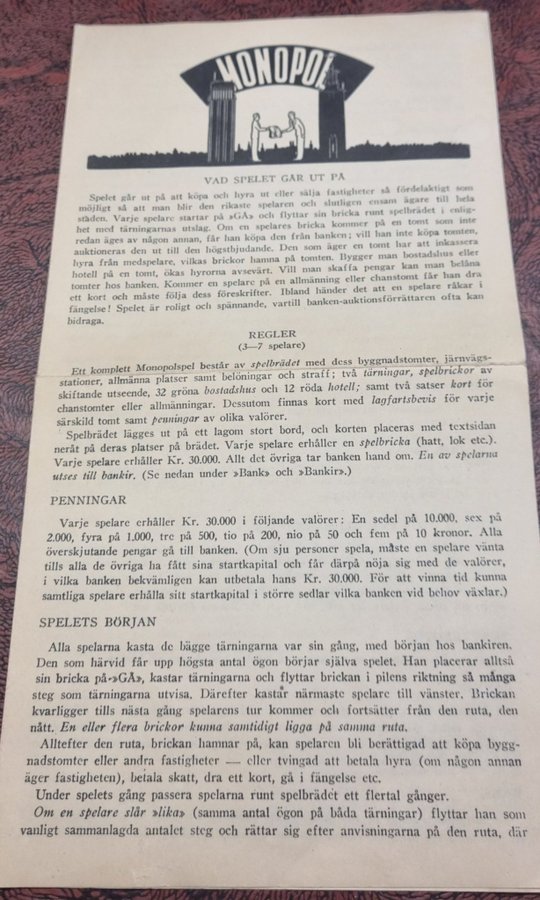 MONOPOL
VAD SPELET GÅR UT PÅ
Spelet går ut på att köpa och hyra ut eller sälja fastigheter så fördelaktigt som
möjligt så att man blir den rikaste spelaren och slutligen ensam ägare till hela
staden. Varje spelare startar på »GÅ» och flyttar sin bricka runt spelbrädet i enlig-
het med tärningarnas utslag. Om en spelares bricka kommer på en tomt som inte
redan äges av någon annan, får han köpa den från banken; vill han inte köpa tomten,
auktioneras den ut till den högstbjudande. Den som äger en tomt har att inkassera
hyra från medspelare, vilkas brickor hamna på tomten. Bygger man bostadshus eller
hotell på en tomt, ökas hyrorna avsevärt. Vill man skaffa pengar kan man belåna
tomter hos banken. Kommer en spelare på en allmänning eller chanstomt får han dra
ett kort och måste följa dess föreskrifter. Ibland händer det att en spelare råkar i
fängelse! Spelet är roligt och spännande, vartill banken-auktionsförrättaren ofta kan
bidraga.
REGLER
(3—7 spelare)
Ett komplett Monopolspel består av spelbrädet med dess byggnadstomter, järnvägs-
stationer, allmänna platser samt belöningar och straff; två tärningar, spelbrickor av
skiftande utseende, 32 gröna bostadshus och 12 röda hotell; samt två satser kort för
chanstomter eller allmänningar. Dessutom finnas kort med lagfartsbevis för varje
särskild tomt samt penningar av olika valörer.
Spelbrädet lägges ut på ett lagom stort bord, och korten placeras med textsidan
neråt på deras platser på brädet. Varje spelare erhåller en spelbricka (hatt, lok etc.).
Varje spelare erhåller Kr. 30.000. Allt det övriga tar banken hand om. En av spelarna
utses till bankir. (Se nedan under »Bank» och »Bankir».)
PENNINGAR
Varje spelare erhåller Kr. 30.000 i följande valörer: En sedel på 10.000, sex på
2.000, fyra på 1.000, tre på 500, tio på 200, nio på 50 och fem på 10 kronor. Alla
överskjutande pengar gå till banken. (Om sju personer spela, måste en spelare vänta
tills alla de övriga ha fått sina startkapital och får därpå nöja sig med de valörer,
i vilka banken bekvämligen kan utbetala hans Kr. 30.000. För att vinna tid kunna
samtliga spelare erhålla sitt startkapital i större sedlar vilka banken vid behov växlar.)
SPELETS BÖRJAN
Alla spelarna kasta de bägge tärningarna var sin gång, med början hos bankiren.
Den som härvid får upp högsta antal ögon börjar själva spelet. Han placerar alltså
sin bricka på »GÅ», kastar tärningarna och flyttar brickan i pilens riktning så många
steg som tärningarna utvisa. Därefter kastar närmaste spelare till vänster. Brickan
kvarligger tills nästa gång spelarens tur kommer och fortsätter från den ruta, den
nått. En eller flera brickor kunna samtidigt ligga på samma ruta.
Alltefter den ruta, brickan hamnar på, kan spelaren bli berättigad att köpa bygg-
nadstomter eller andra fastigheter — eller tvingad att betala hyra (om någon annan
äger fastigheten), betala skatt, dra ett kort, gå i fängelse etc.
Under spelets gång passera spelarna runt spelbrädet ett flertal gånger.
Om en spelare slår »lika» (samma antal ögon på båda tärningar) flyttar han som
vanligt sammanlagda antalet steg och rättar sig efter anvisningarna på den ruta, där